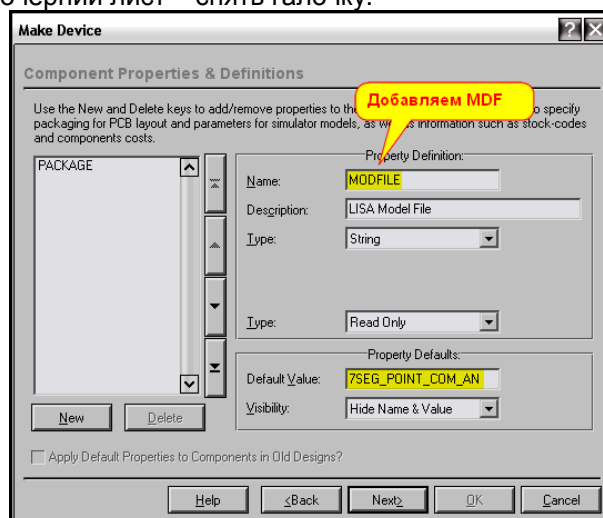 очерний лист – снять галочку.
Make Device
Component Properties & Definitions
Use the New and Delete keys to add/remove properties to the o specify
packaging for PCB layout and parameters for simulator models, as well as information such as stock-codes
and components costs.
Добавляем MDF
PACKAGE
Property Definition:
Name: MODFILE
Description: LISA Model File
Type: String
Type: Read Only
Property Defaults:
Default Value: 7SEG_POINT_COM_AN
Visibility: Hide Name & Value
New Delete
Apply Default Properties to Components in Old Designs?
Help <Back Next> OK Cancel